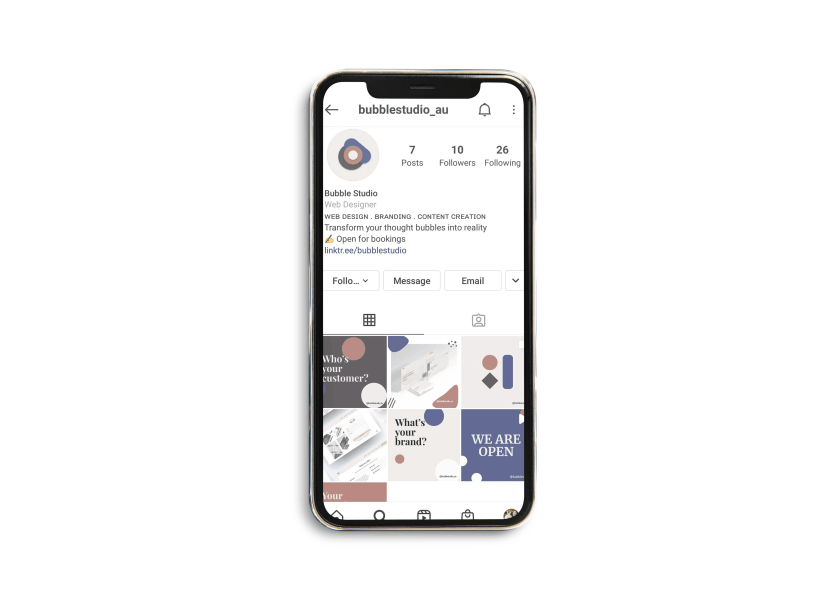 bubblestudio_au
7 10 26
Posts Followers Following
Bubble Studio
Web Designer
WEB DESIGN . BRANDING . CONTENT CREATION
Transform your thought bubbles into reality
✍ Open for bookings
linktr.ee/bubblestudio
Follo... Message Email
Who's
your
customer?
What's
your
brand?
WE ARE
OPEN
Your